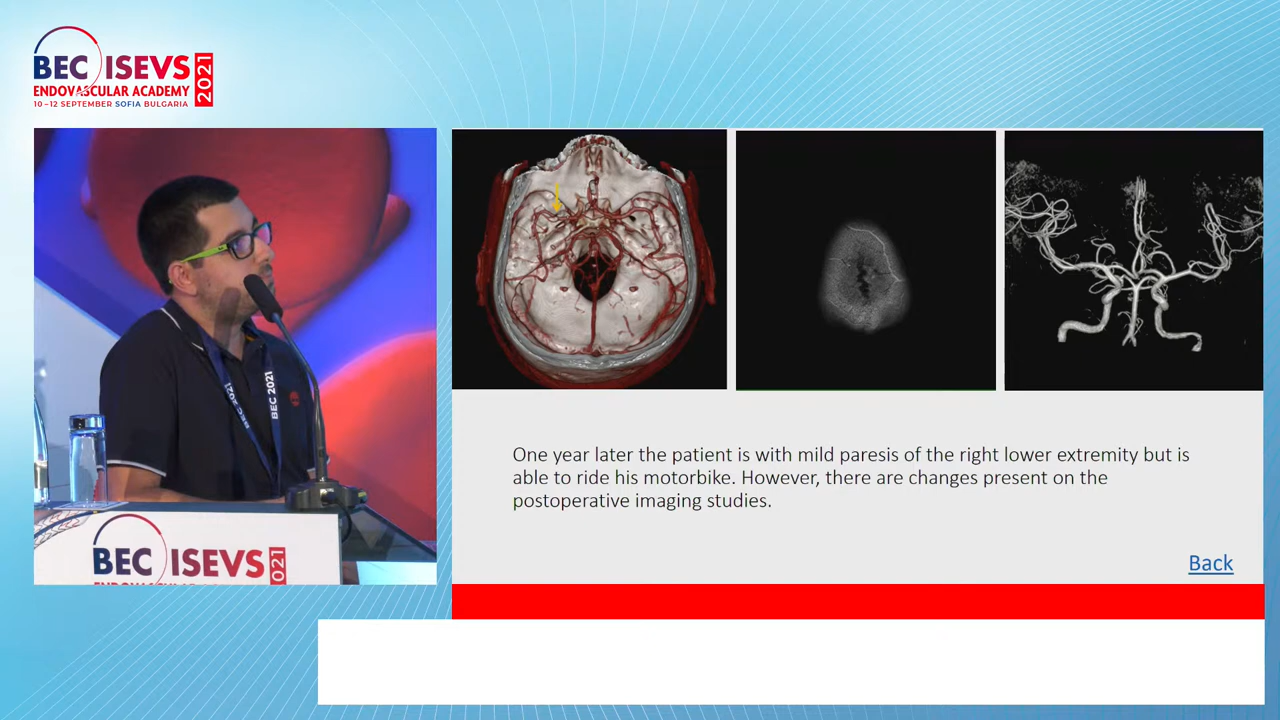 BEC ISEVS 2021
ENDOVASCULAR ACADEMY
10–12 SEPTEMBER SOFIA BULGARIA
BEC 2021
BEC 2021
BEC ISEVS 021
One year later the patient is with mild paresis of the right lower extremity but is
able to ride his motorbike. However, there are changes present on the
postoperative imaging studies.
Back